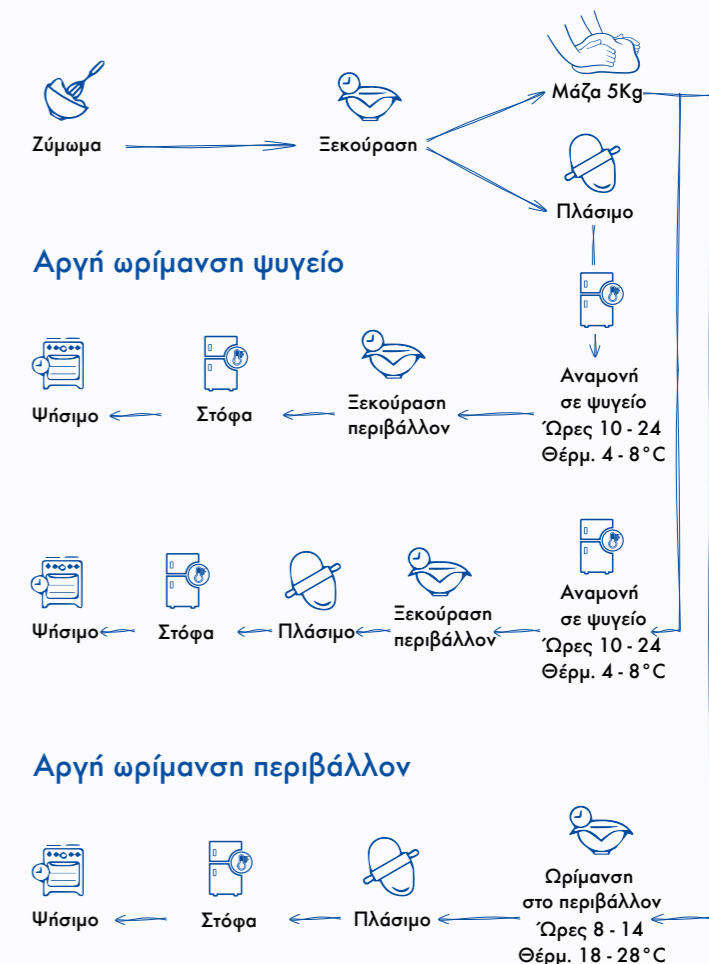 Μάζα 5Kg
Ζύμωμα
Ξεκούραση
Πλάσιμο
Αργή ωρίμανση ψυγείο
Αναμονή
σε ψυγείο
Ώρες 10 - 24
Θέρμ. 4 - 8°C
Ξεκούραση
περιβάλλον
Στόφα
Ψήσιμο
Αναμονή
σε ψυγείο
Ώρες 10 - 24
Θέρμ. 4 - 8°C
Ξεκούραση
περιβάλλον
Πλάσιμο
Στόφα
Ψήσιμο
Αργή ωρίμανση περιβάλλον
Ωρίμανση
στο περιβάλλον
Ώρες 8 - 14
Θέρμ. 18 - 28°C
Πλάσιμο
Στόφα
Ψήσιμο